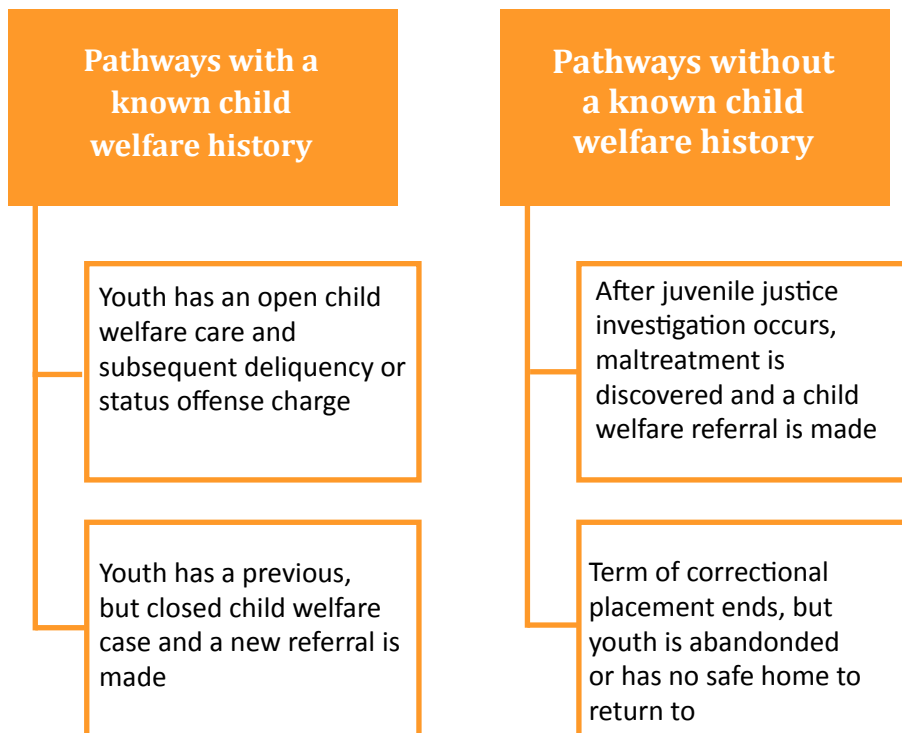 Pathways with a
known child
welfare history
Youth has an open child
welfare care and
subsequent deliquency or
status offense charge
Youth has a previous,
but closed child welfare
case and a new referral is
made
Pathways without
a known child
welfare history
After juvenile justice
investigation occurs,
maltreatment is
discovered and a child
welfare referral is made
Term of correctional
placement ends, but
youth is abandonded
or has no safe home to
return to